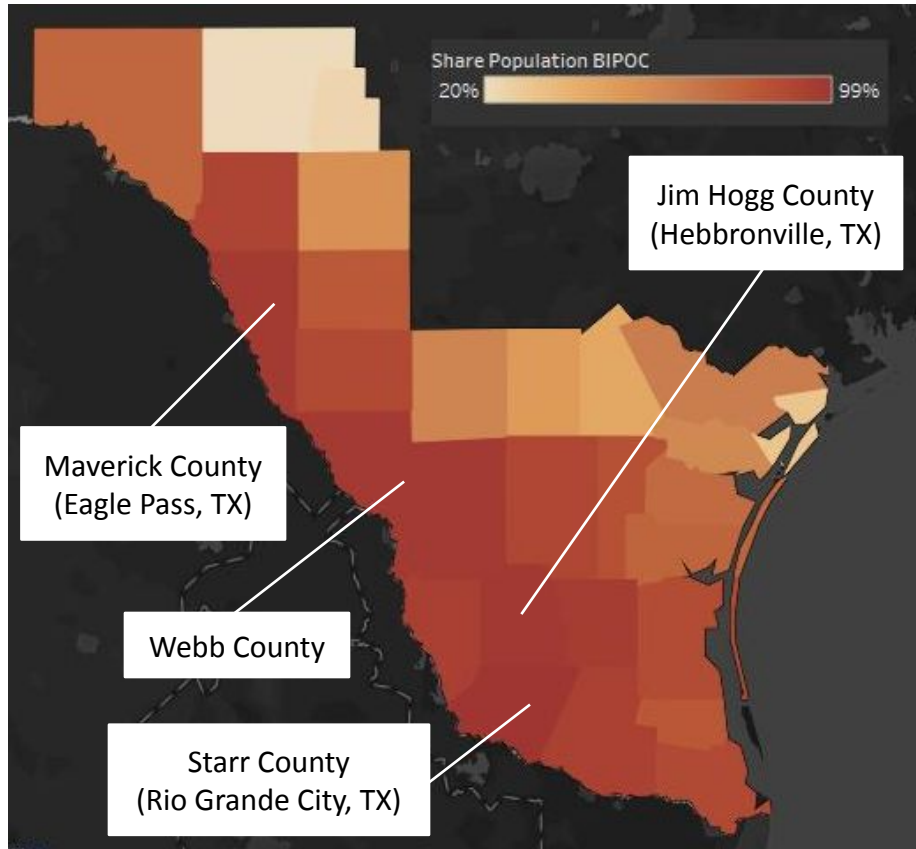 Share Population BIPOC
20%
99%
Jim Hogg County
(Hebbronville, TX)
Maverick County
(Eagle Pass, TX)
Webb County
Starr County
(Rio Grande City, TX)